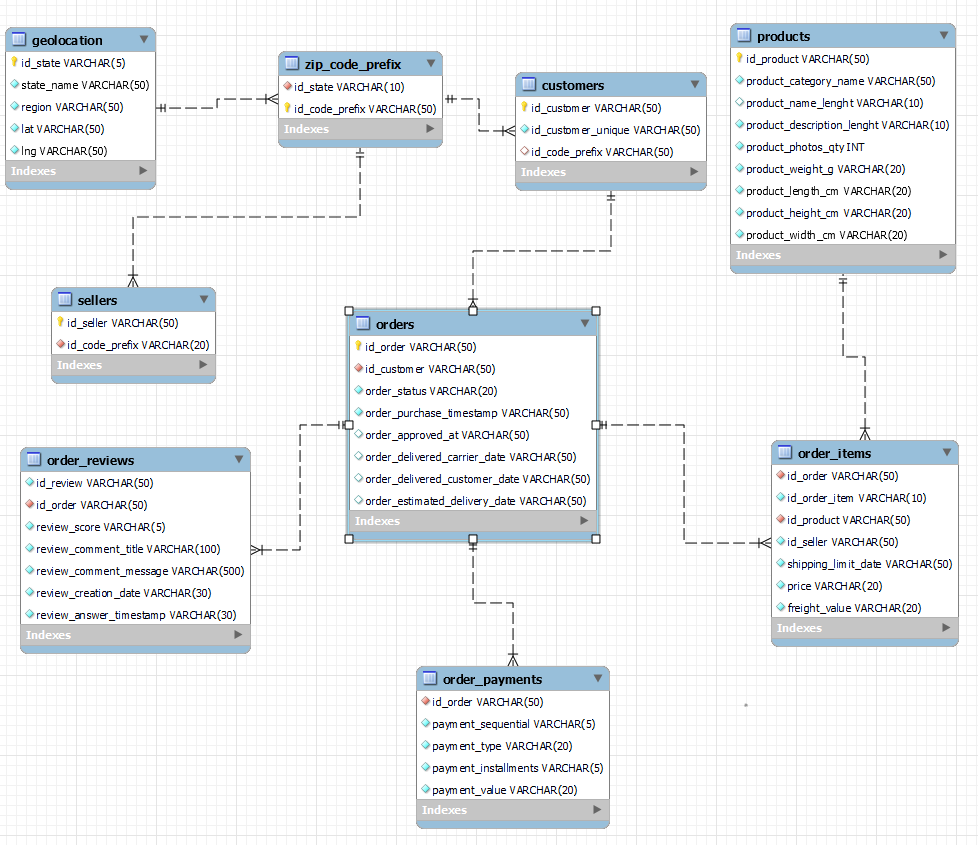 geolocation
id_state VARCHAR(5)
state_name VARCHAR(50)
region VARCHAR(50)
lat VARCHAR(50)
lng VARCHAR(50)
Indexes
zip_code_prefix
id_state VARCHAR(10)
id_code_prefix VARCHAR(50)
Indexes
customers
id_customer VARCHAR(50)
id_customer_unique VARCHAR(50)
id_code_prefix VARCHAR(50)
Indexes
products
id_product VARCHAR(50)
product_category_name VARCHAR(50)
product_name_lenght VARCHAR(10)
product_description_lenght VARCHAR(10)
product_photos_qty INT
product_weight_g VARCHAR(20)
product_length_cm VARCHAR(20)
product_height_cm VARCHAR(20)
product_width_cm VARCHAR(20)
Indexes
sellers
id_seller VARCHAR(50)
id_code_prefix VARCHAR(20)
Indexes
orders
id_order VARCHAR(50)
id_customer VARCHAR(50)
order_status VARCHAR(20)
order_purchase_timestamp VARCHAR(50)
order_approved_at VARCHAR(50)
order_delivered_carrier_date VARCHAR(50)
order_delivered_customer_date VARCHAR(50)
order_estimated_delivery_date VARCHAR(50)
Indexes
order_reviews
id_review VARCHAR(50)
id_order VARCHAR(50)
review_score VARCHAR(5)
review_comment_title VARCHAR(100)
review_comment_message VARCHAR(500)
review_creation_date VARCHAR(30)
review_answer_timestamp VARCHAR(30)
Indexes
order_items
id_order VARCHAR(50)
id_order_item VARCHAR(10)
id_product VARCHAR(50)
id_seller VARCHAR(50)
shipping_limit_date VARCHAR(50)
price VARCHAR(20)
freight_value VARCHAR(20)
Indexes
order_payments
id_order VARCHAR(50)
payment_sequential VARCHAR(5)
payment_type VARCHAR(20)
payment_installments VARCHAR(5)
payment_value VARCHAR(20)
Indexes